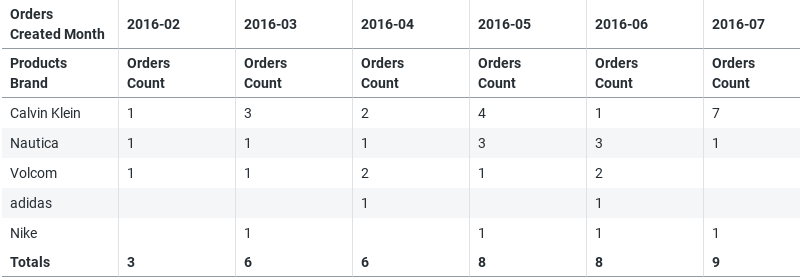 Orders Created Month 2016-02 2016-03 2016-04 2016-05 2016-06 2016-07
Products Brand Orders Count Orders Count Orders Count Orders Count Orders Count Orders Count
Calvin Klein 1 3 2 4 1 7
Nautica 1 1 1 3 3 1
Volcom 1 1 2 1 2
adidas 1 1
Nike 1 1 1 1
Totals 3 6 6 8 8 9